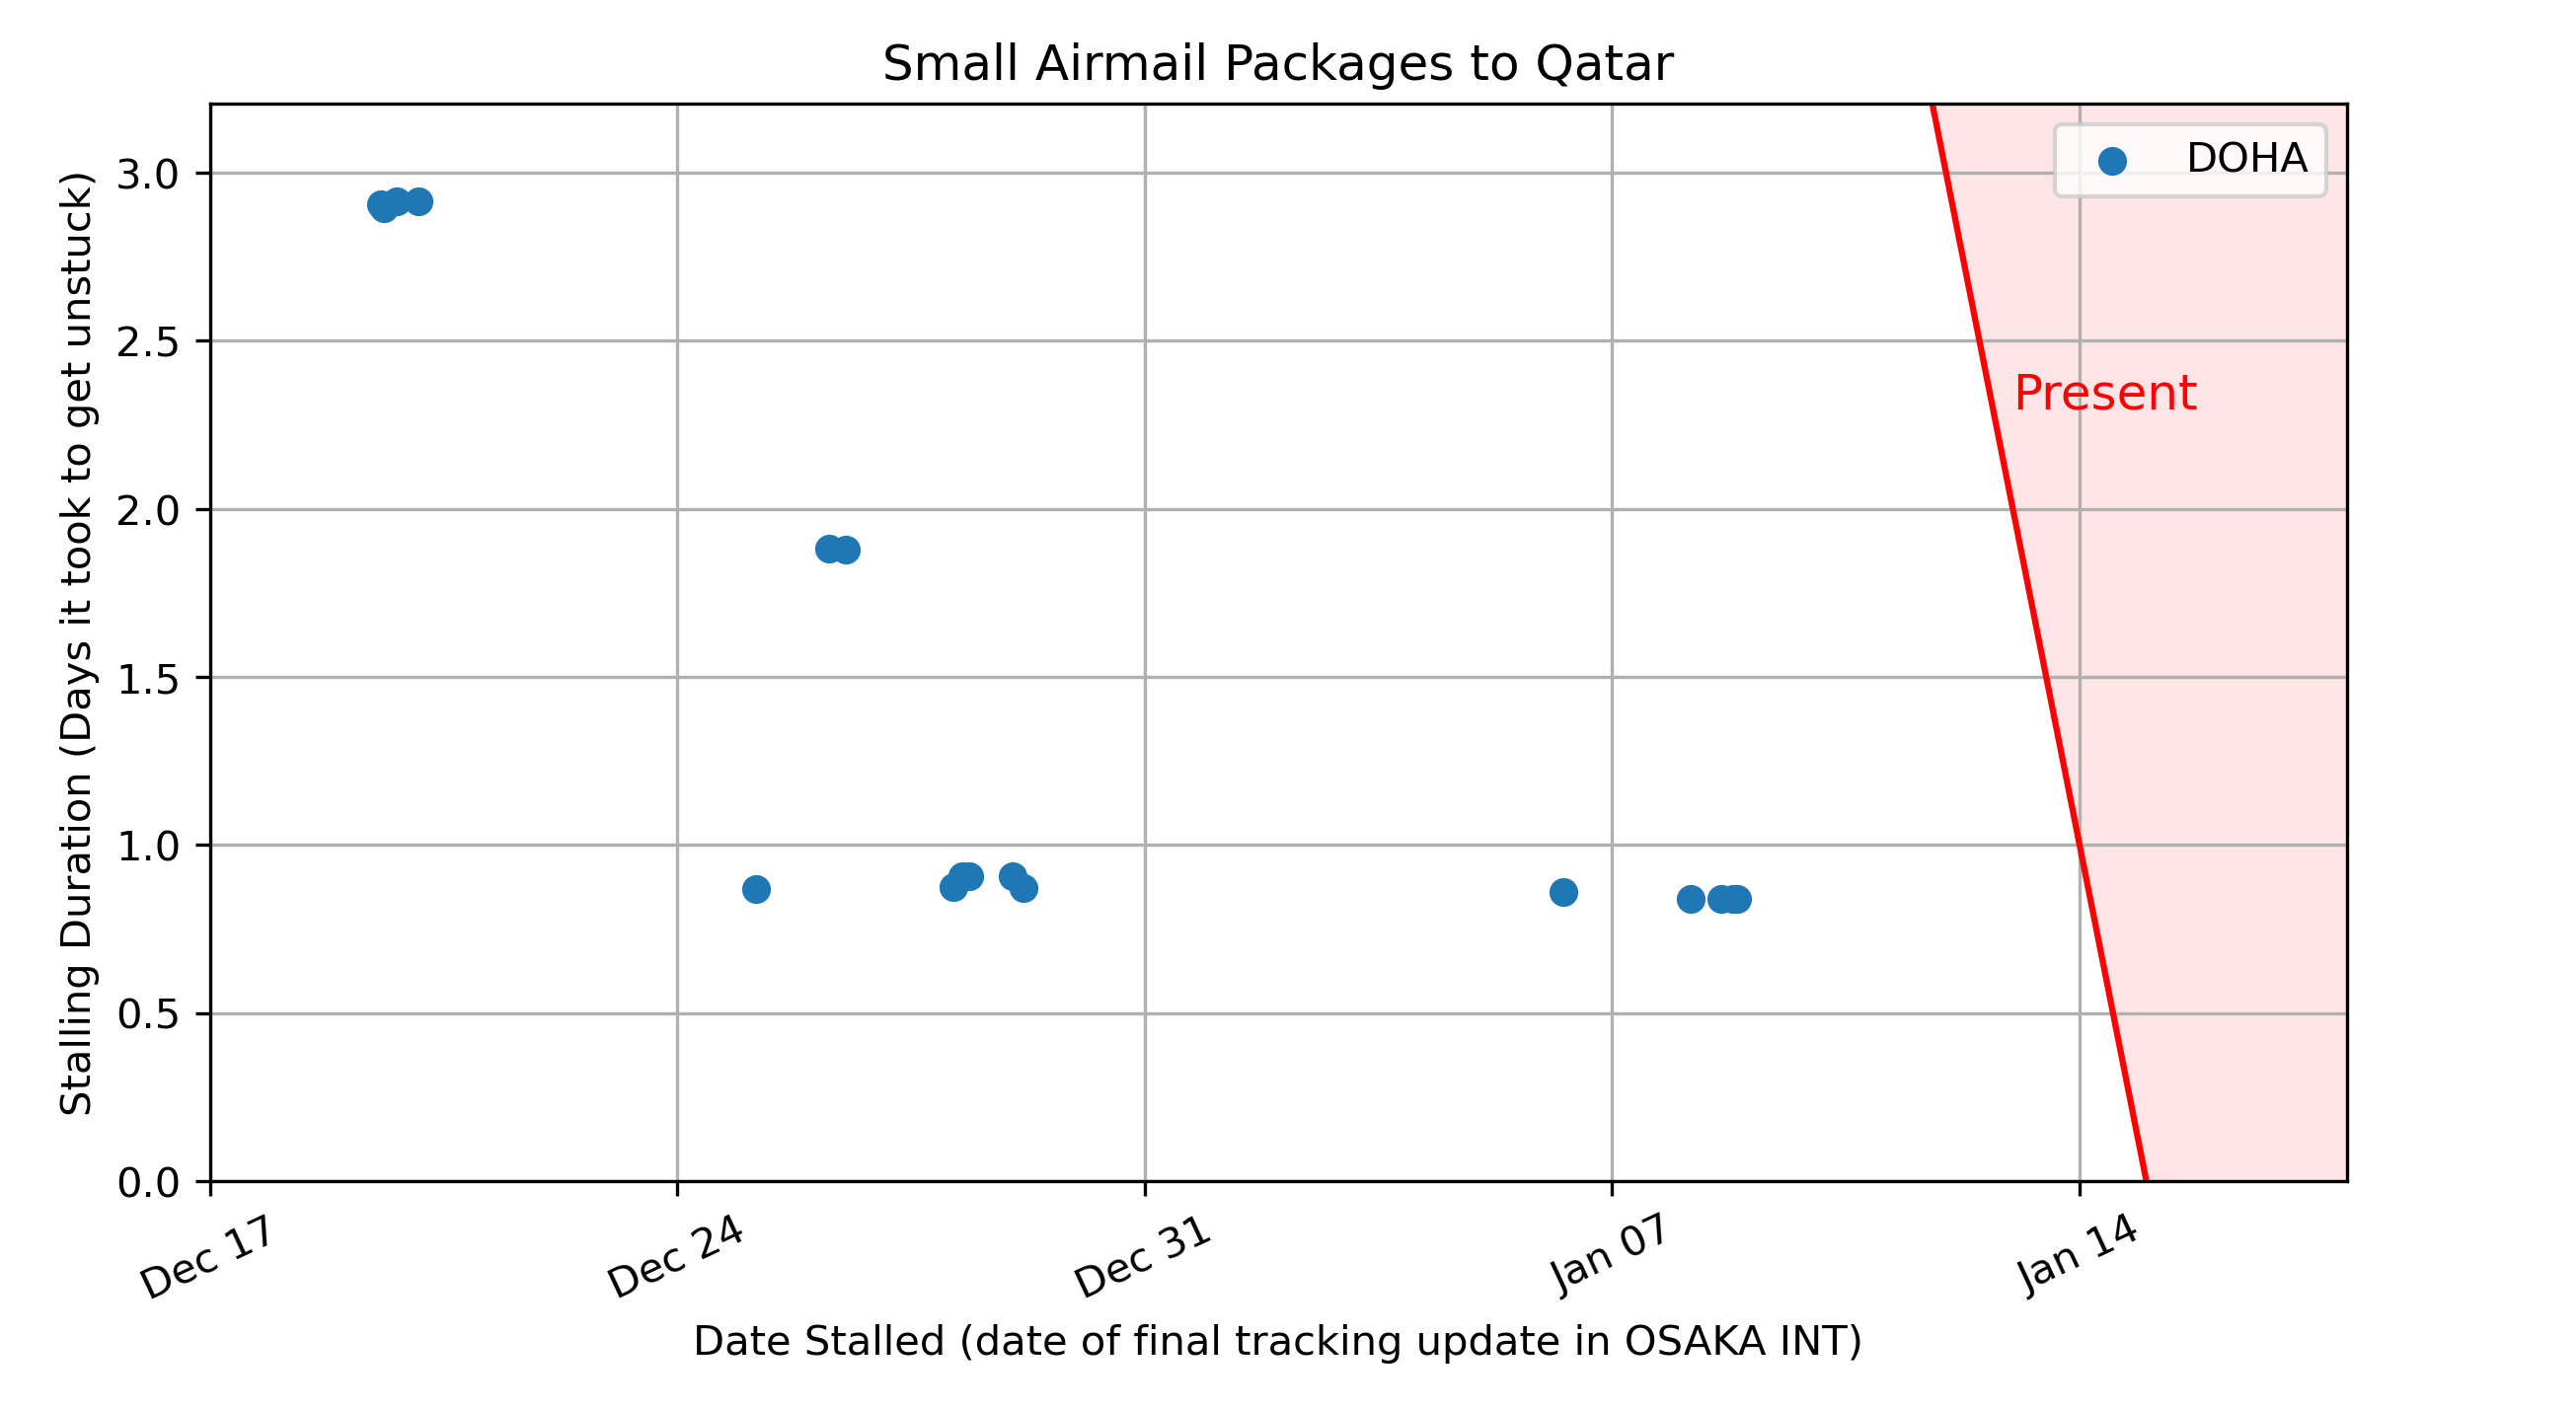 Small Airmail Packages to Qatar
DOHA
Present
Stalling Duration (Days it took to get unstuck)
3.0
2.5
2.0
1.5
1.0
0.5
0.0
Dec 17
Dec 24
Dec 31
Jan 07
Jan 14
Date Stalled (date of final tracking update in OSAKA INT)